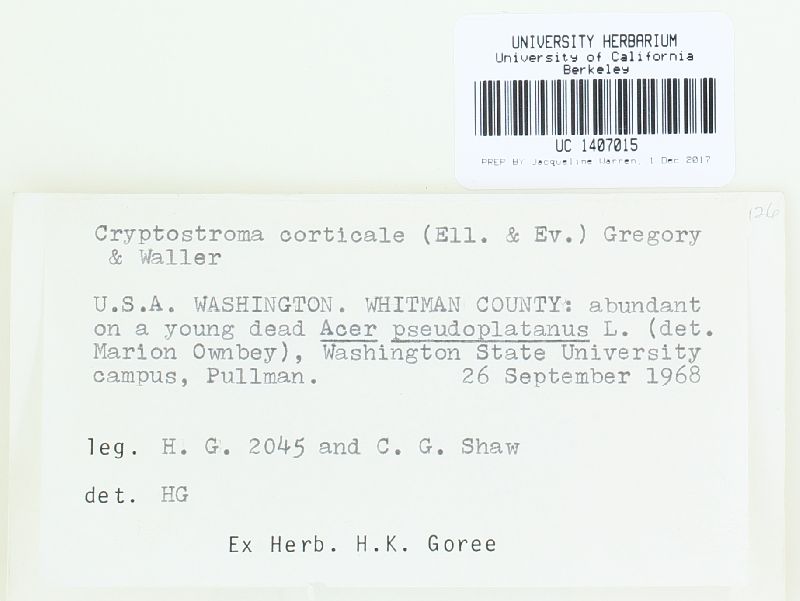 UNIVERSITY HERBARIUM
University of California
Berkeley
UC 1407015
PREP BY Jacqueline Warren, 1 Dec 2017
126
Cryptostroma corticale (Ell. & Ev.) Gregory
& Waller
U.S.A. WASHINGTON. WHITMAN COUNTY: abundant
on a young dead Acer pseudoplatanus L. (det.
Marion Ownbey), Washington State University
campus, Pullman. 26 September 1968
leg. H. G. 2045 and C. G. Shaw
det. HG
Ex Herb. H.K. Goree